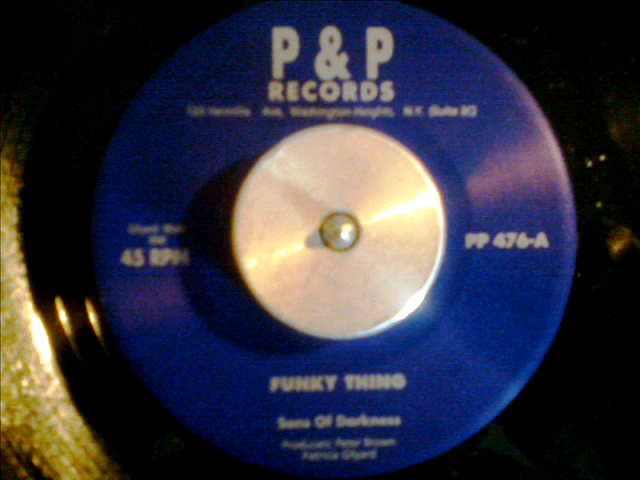 P & P
RECORDS
Ave, Washington Heights, N.Y. (Suite 2C)
45 RPM
PP 476-A
FUNKY THING
Sons Of Darkness
Producers: Peter Brown
Patricia Gilyard